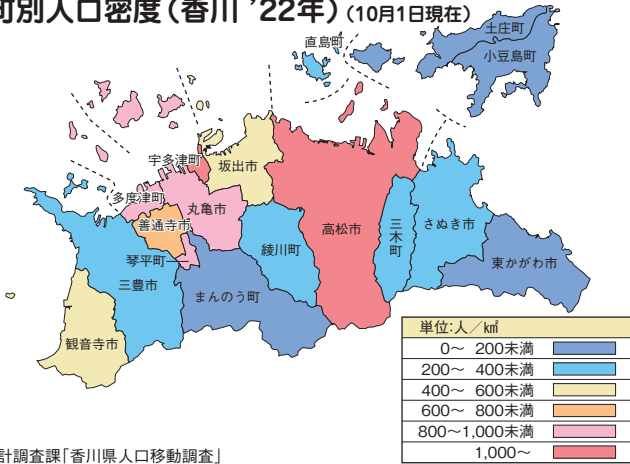 町別人口密度（香川 ’22年）（10月1日現在）
土庄町
直島町
小豆島町
宇多津町
坂出市
多度津町
丸亀市
善通寺市
高松市
三木町
さぬき市
綾川町
琴平町
東かがわ市
三豊市
まんのう町
観音寺市
単位:人／㎢
0～ 200未満
200～ 400未満
400～ 600未満
600～ 800未満
800～1,000未満
1,000～
計調査課「香川県人口移動調査」